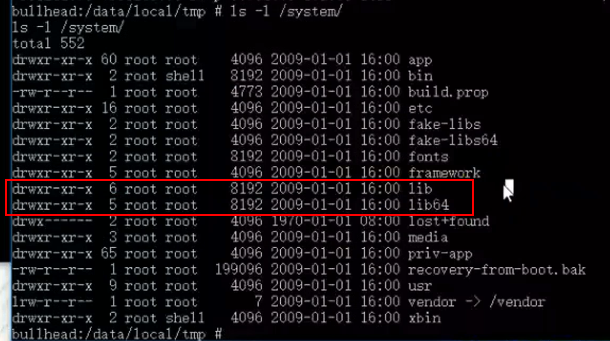 bullhead:/data/local/tmp # ls -l /system/
ls -l /system/
total 552
drwxr-xr-x 60 root root 4096 2009-01-01 16:00 app
drwxr-xr-x 2 root shell 8192 2009-01-01 16:00 bin
-rw-r--r-- 1 root root 4773 2009-01-01 16:00 build.prop
drwxr-xr-x 16 root root 4096 2009-01-01 16:00 etc
drwxr-xr-x 2 root root 4096 2009-01-01 16:00 fake-libs
drwxr-xr-x 2 root root 4096 2009-01-01 16:00 fake-libs64
drwxr-xr-x 2 root root 8192 2009-01-01 16:00 fonts
drwxr-xr-x 5 root root 4096 2009-01-01 16:00 framework
drwxr-xr-x 6 root root 8192 2009-01-01 16:00 lib
drwxr-xr-x 5 root root 8192 2009-01-01 16:00 lib64
drwx------ 2 root root 4096 1970-01-01 08:00 lost+found
drwxr-xr-x 3 root root 4096 2009-01-01 16:00 media
drwxr-xr-x 65 root root 4096 2009-01-01 16:00 priv-app
-rw-r--r-- 1 root root 199096 2009-01-01 16:00 recovery-from-boot.bak
drwxr-xr-x 9 root root 4096 2009-01-01 16:00 usr
lrw-r--r-- 1 root root 7 2009-01-01 16:00 vendor -> /vendor
drwxr-xr-x 2 root shell 4096 2009-01-01 16:00 xbin
bullhead:/data/local/tmp #